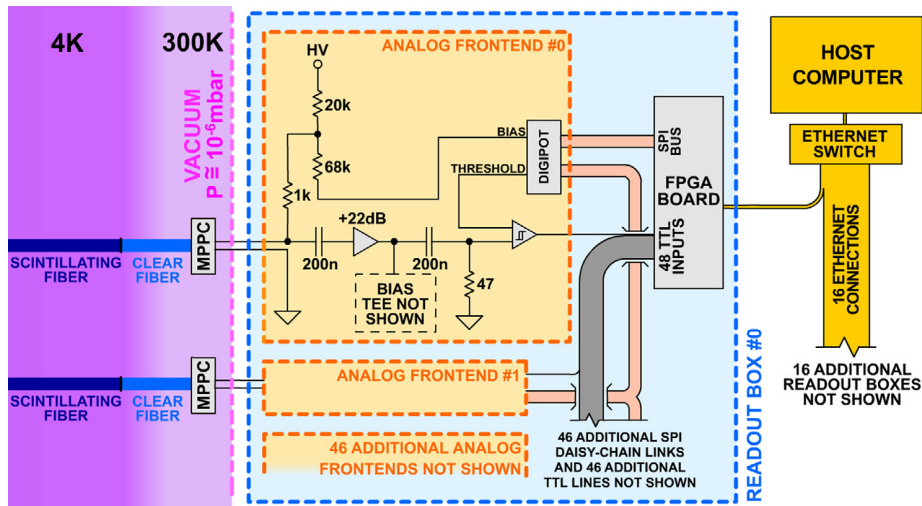 4K
300K
VACUUM
P ≅ 10⁻⁶mbar
SCINTILLATING
FIBER
CLEAR
FIBER
MPPC
SCINTILLATING
FIBER
CLEAR
FIBER
MPPC
ANALOG FRONTEND #0
HV
20k
68k
1k
+22dB
200n
200n
47
BIAS
TEE NOT
SHOWN
BIAS
THRESHOLD
DIGIPOT
ANALOG FRONTEND #1
46 ADDITIONAL ANALOG
FRONTENDS NOT SHOWN
SPI
BUS
FPGA
BOARD
48 TTL
INPUTS
46 ADDITIONAL SPI
DAISY-CHAIN LINKS
AND 46 ADDITIONAL
TTL LINES NOT SHOWN
READOUT BOX #0
HOST
COMPUTER
ETHERNET
SWITCH
16 ETHERNET
CONNECTIONS
16 ADDITIONAL
READOUT BOXES
NOT SHOWN